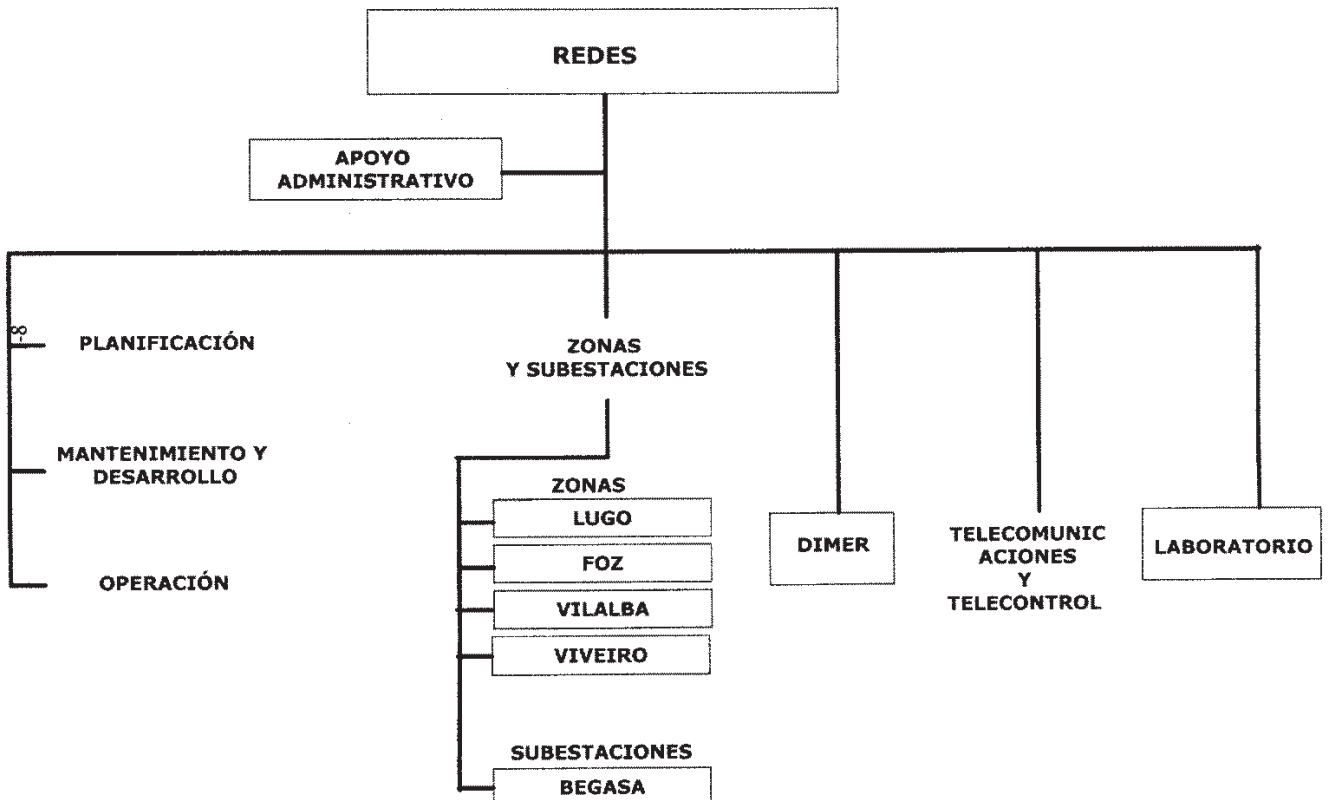 REDES
APOYO
ADMINISTRATIVO
-8
PLANIFICACIÓN
MANTENIMIENTO Y
DESARROLLO
OPERACIÓN
ZONAS
Y SUBESTACIONES
ZONAS
LUGO
FOZ
VILALBA
VIVEIRO
SUBESTACIONES
BEGASA
DIMER
TELECOMUNIC
ACIONES
Y
TELECONTROL
LABORATORIO